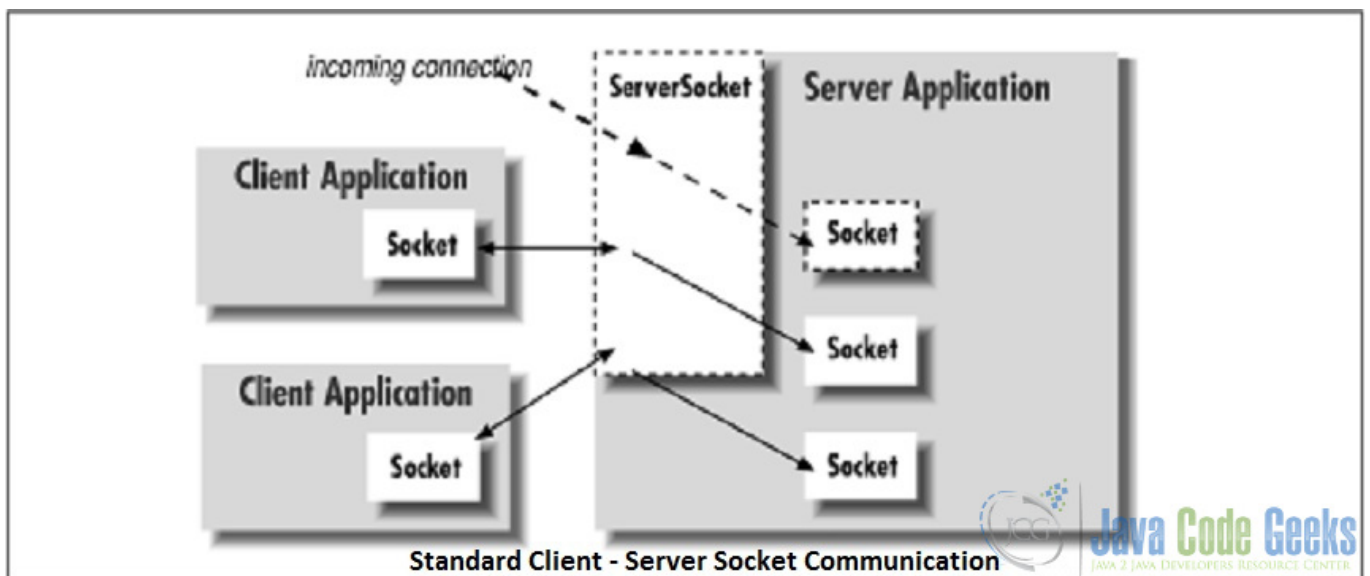 incoming connection
ServerSocket
Server Application
Client Application
Socket
Socket
Socket
Client Application
Socket
Socket
Standard Client - Server Socket Communication
JCG
Java Code Geeks
JAVA 2 JAVA DEVELOPERS RESOURCE CENTER